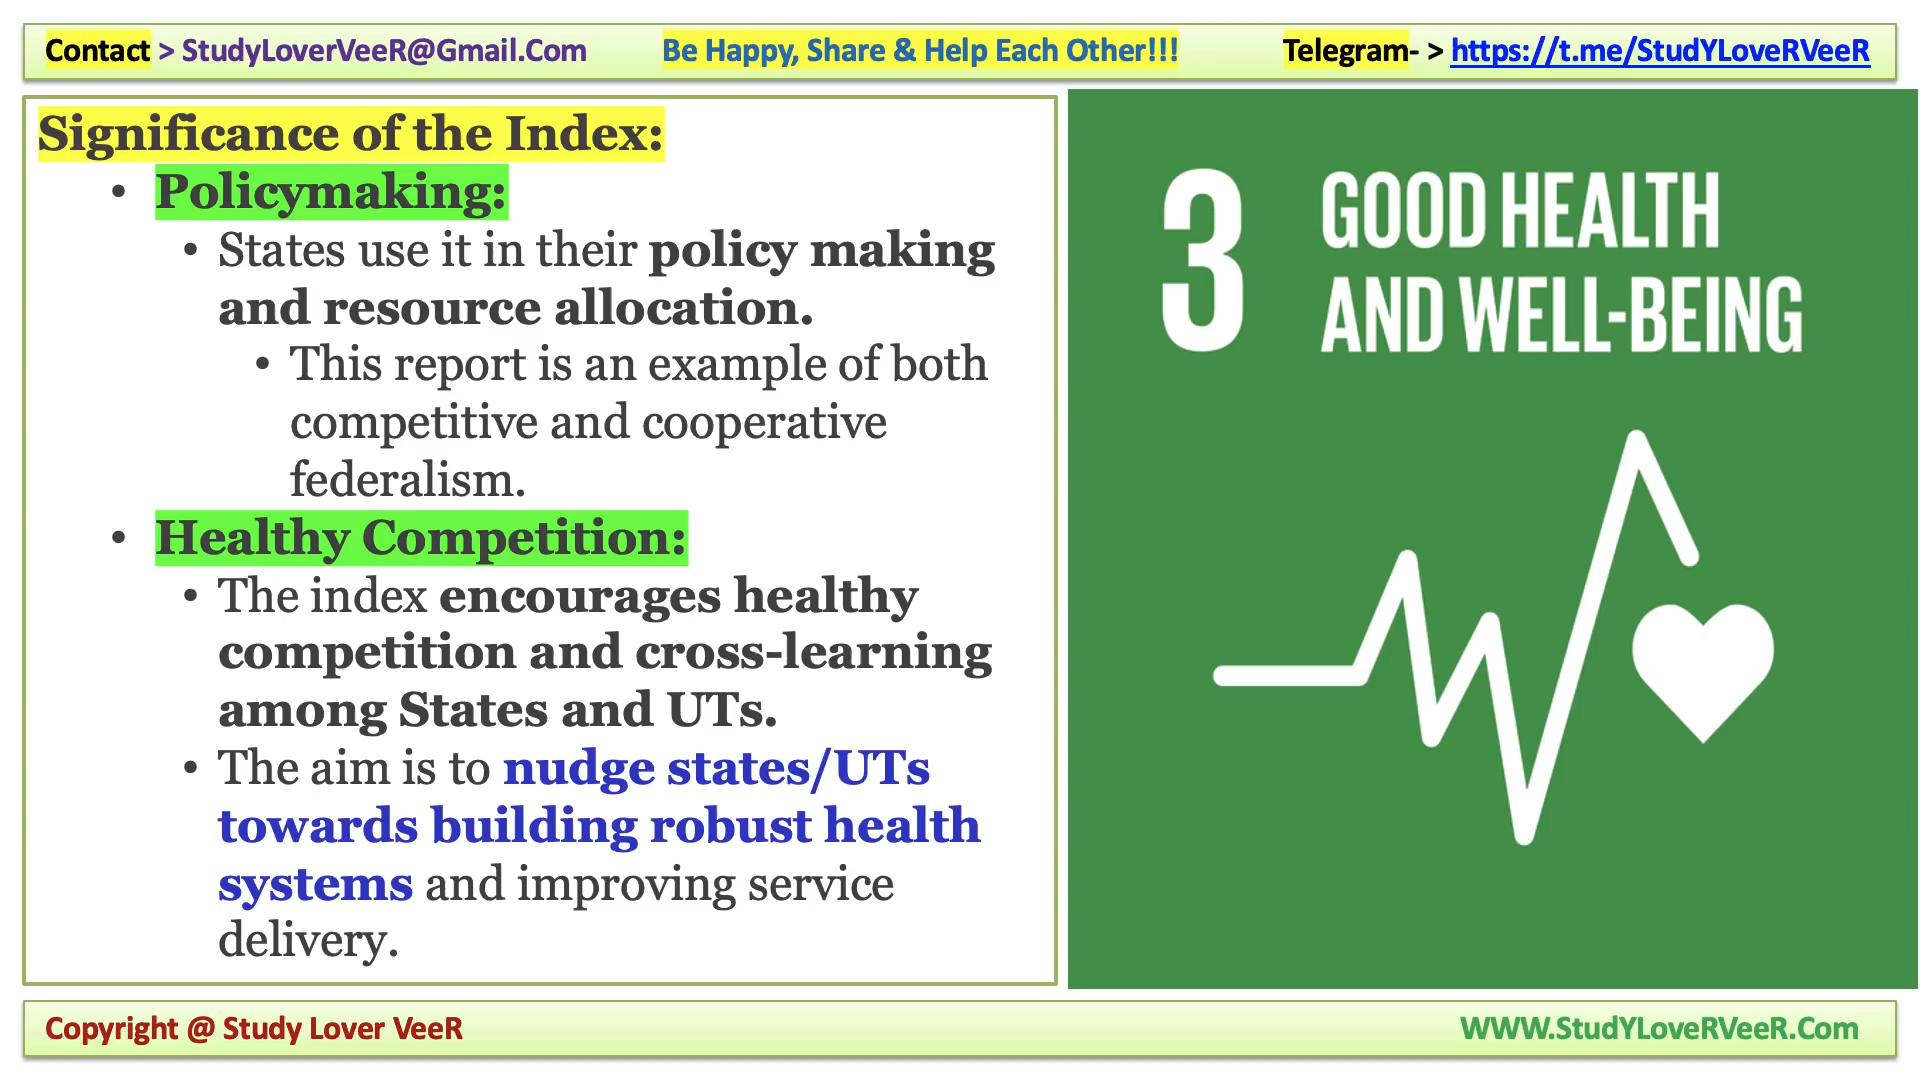 Contact > StudyLoverVeeR@Gmail.Com Be Happy, Share & Help Each Other!!! Telegram- > https://t.me/StudYLoveRVeeR
Significance of the Index:
• Policymaking:
• States use it in their policy making
and resource allocation.
• This report is an example of both
competitive and cooperative
federalism.
• Healthy Competition:
• The index encourages healthy
competition and cross-learning
among States and UTs.
• The aim is to nudge states/UTs
towards building robust health
systems and improving service
delivery.
3 GOOD HEALTH
AND WELL-BEING
Copyright @ Study Lover VeeR WWW.StudYLoveRVeeR.Com